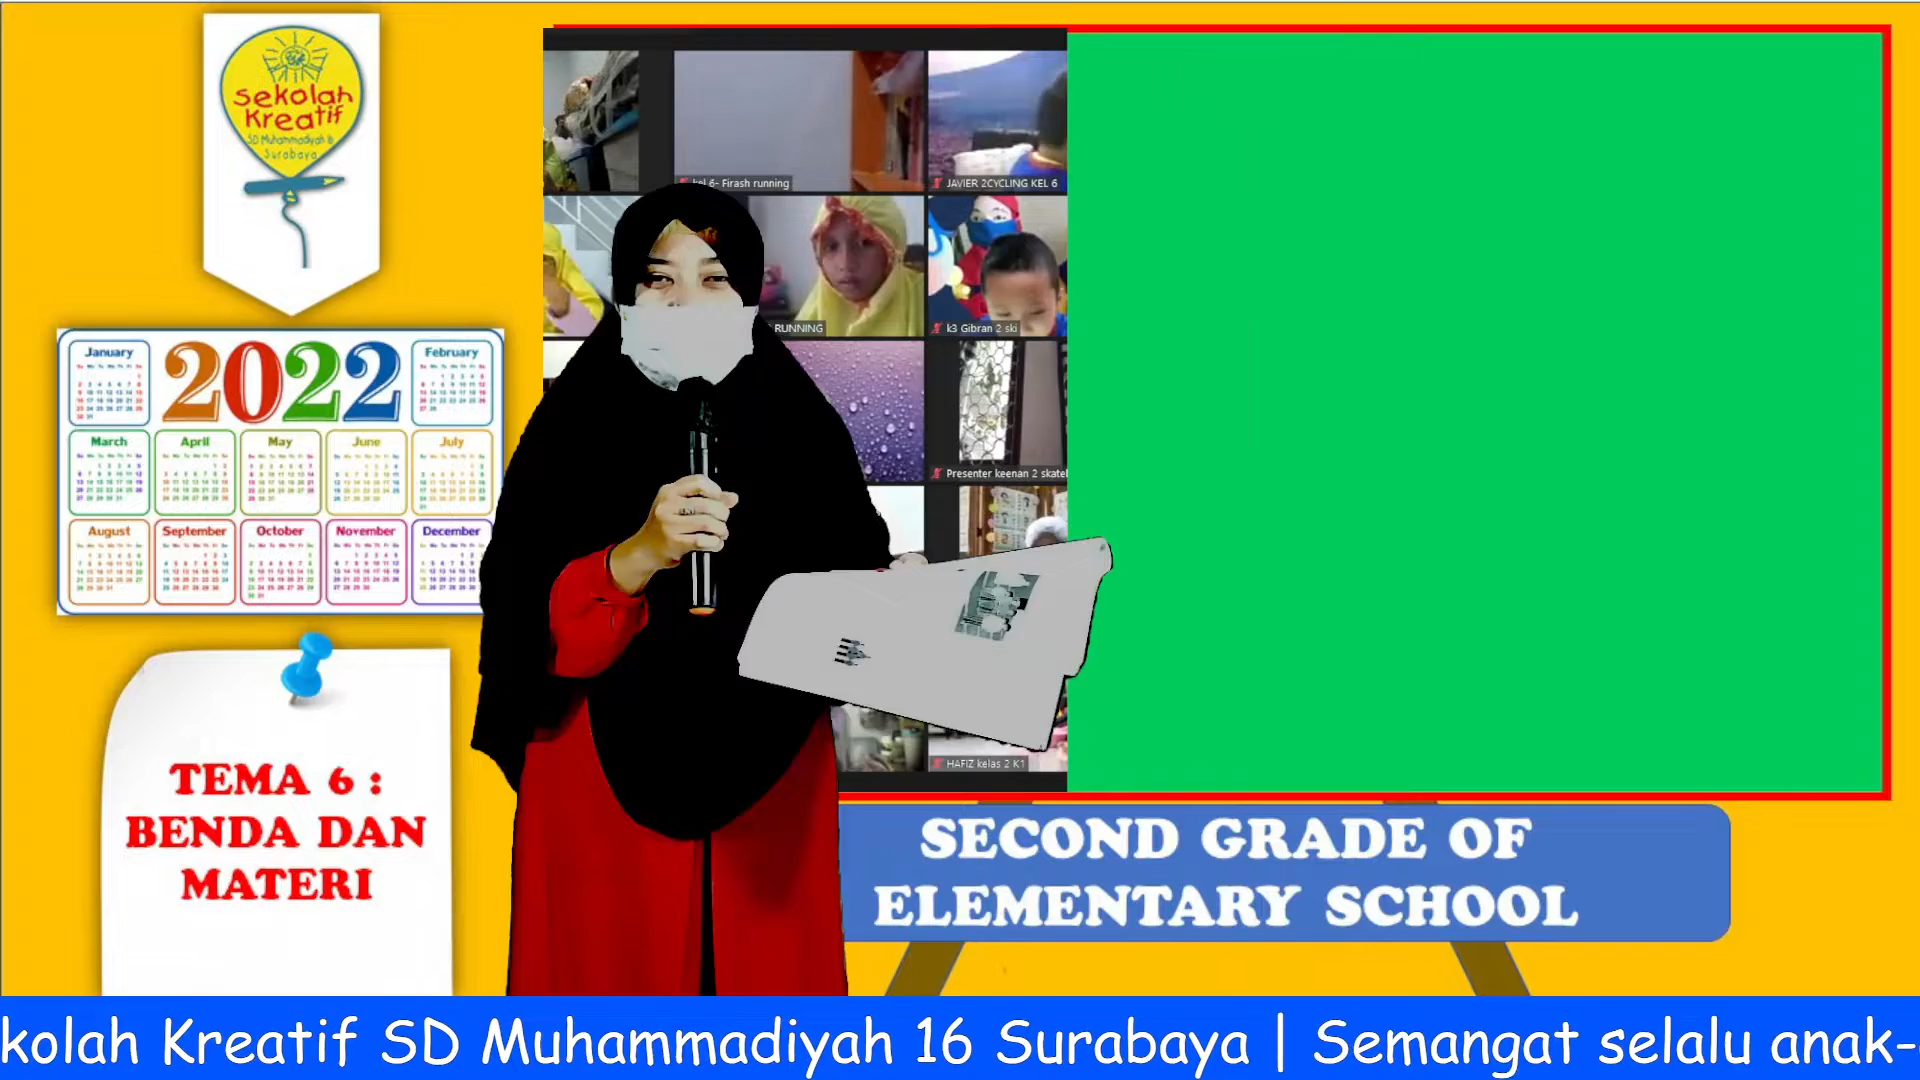 sekolah
Kreatif
SD Muhammadiyah 16
Surabaya
kel 6- Firash running
JAVIER 2CYCLING KEL 6
RUNNING
k3 Gibran 2 ski
Presenter keenan 2 skate
HAFIZ kelas 2 K1
2022
January
February
March
April
May
June
July
August
September
October
November
December
TEMA 6 :
BENDA DAN
MATERI
SECOND GRADE OF
ELEMENTARY SCHOOL
kolah Kreatif SD Muhammadiyah 16 Surabaya | Semangat selalu anak-